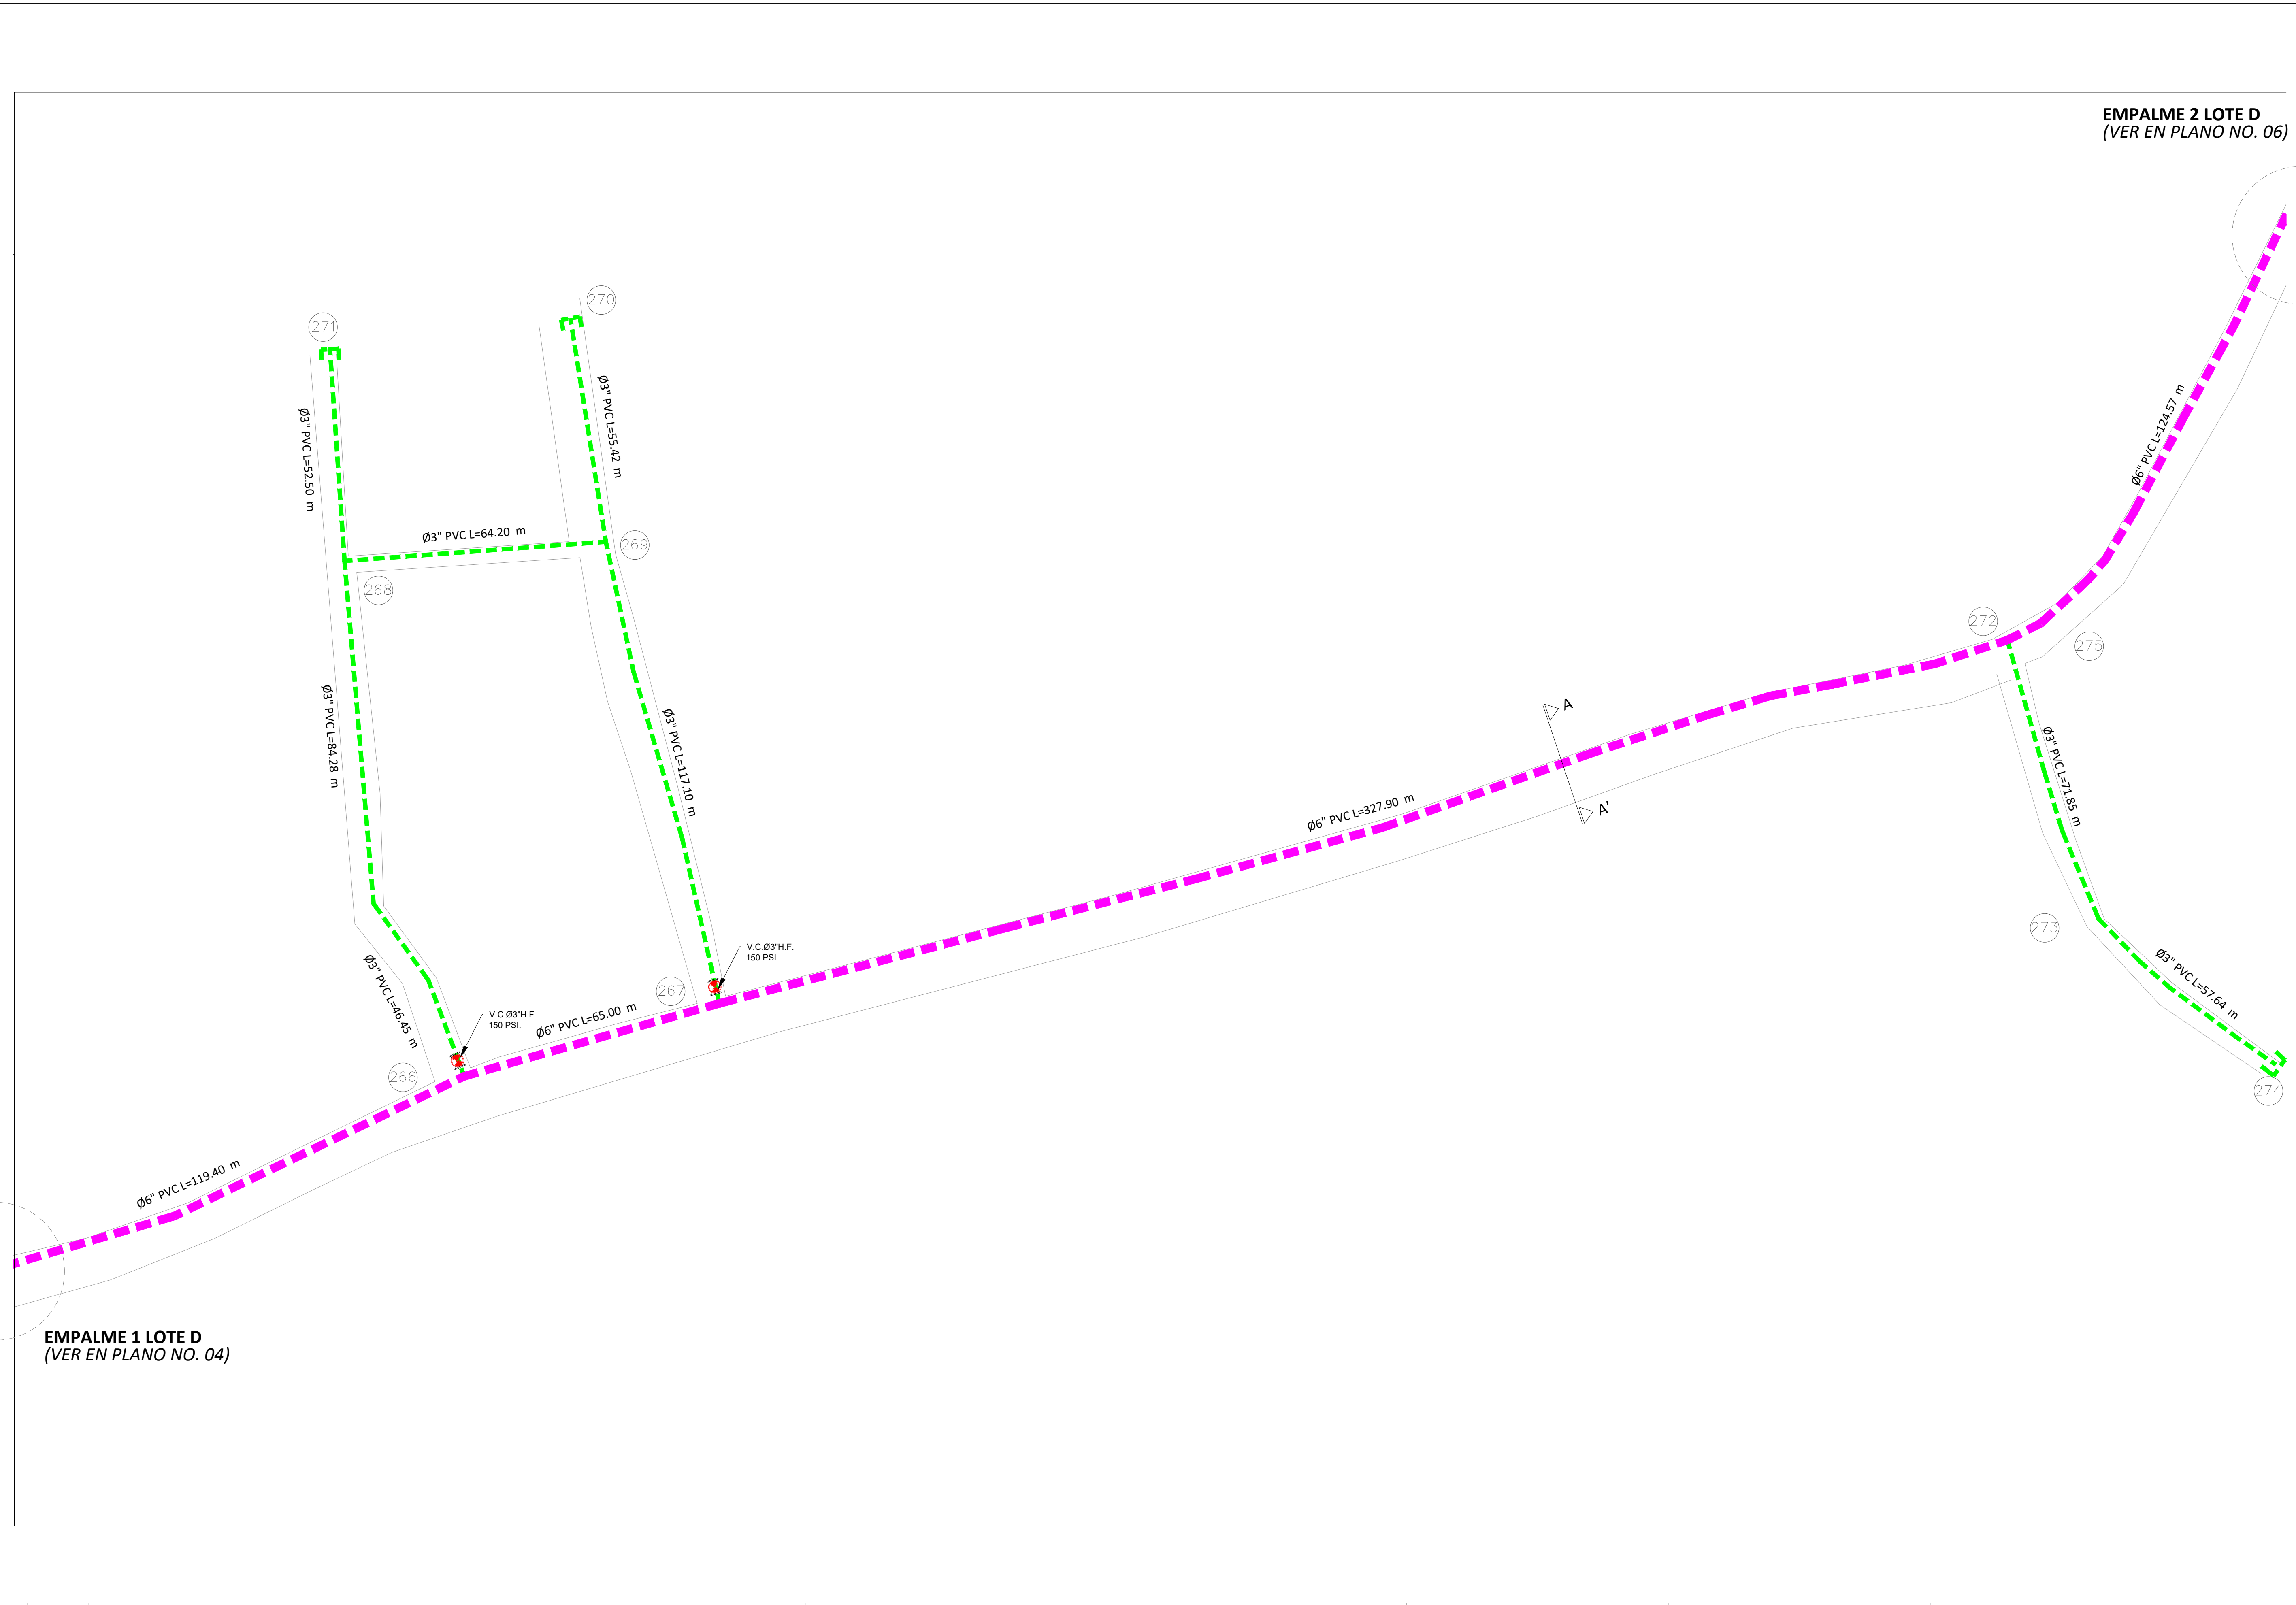 EMPALME 2 LOTE D
(VER EN PLANO NO. 06)
270
271
Ø3" PVC L=55.42 m
Ø3" PVC L=52.50 m
Ø6" PVC L=124.57 m
Ø3" PVC L=64.20 m
269
268
272
275
Ø3" PVC L=84.28 m
Ø3" PVC L=117.10 m
A
A'
Ø3" PVC L=71.85 m
Ø6" PVC L=327.90 m
273
V.C.Ø3"H.F.
150 PSI.
Ø3" PVC L=57.64 m
267
Ø3" PVC L=46.45 m
V.C.Ø3"H.F.
150 PSI.
Ø6" PVC L=65.00 m
266
274
Ø6" PVC L=119.40 m
EMPALME 1 LOTE D
(VER EN PLANO NO. 04)